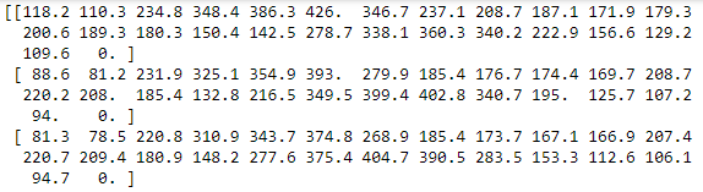 [[118.2 110.3 234.8 348.4 386.3 426. 346.7 237.1 208.7 187.1 171.9 179.3
200.6 189.3 180.3 150.4 142.5 278.7 338.1 360.3 340.2 222.9 156.6 129.2
109.6 0. ]
[ 88.6 81.2 231.9 325.1 354.9 393. 279.9 185.4 176.7 174.4 169.7 208.7
220.2 208. 185.4 132.8 216.5 349.5 399.4 402.8 340.7 195. 125.7 107.2
94. 0. ]
[ 81.3 78.5 220.8 310.9 343.7 374.8 268.9 185.4 173.7 167.1 166.9 207.4
220.7 209.4 180.9 148.2 277.6 375.4 404.7 390.5 283.5 153.3 112.6 106.1
94.7 0. ]